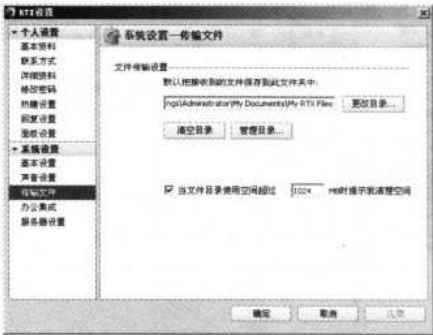 RTX设置
个人设置
基本资料
联系方式
详细资料
修改密码
热键设置
回复设置
面板设置
系统设置
基本设置
声音设置
传输文件
办公集成
服务器设置
系统设置—传输文件
文件传输设置
默认把接收到的文件保存到此文件夹中:
ngs\Administrator\My Documents\My RTX Files 更改目录...
清空目录 管理目录...
当文件目录使用空间超过 1024 MB时提示我清理空间
确定 取消 应用